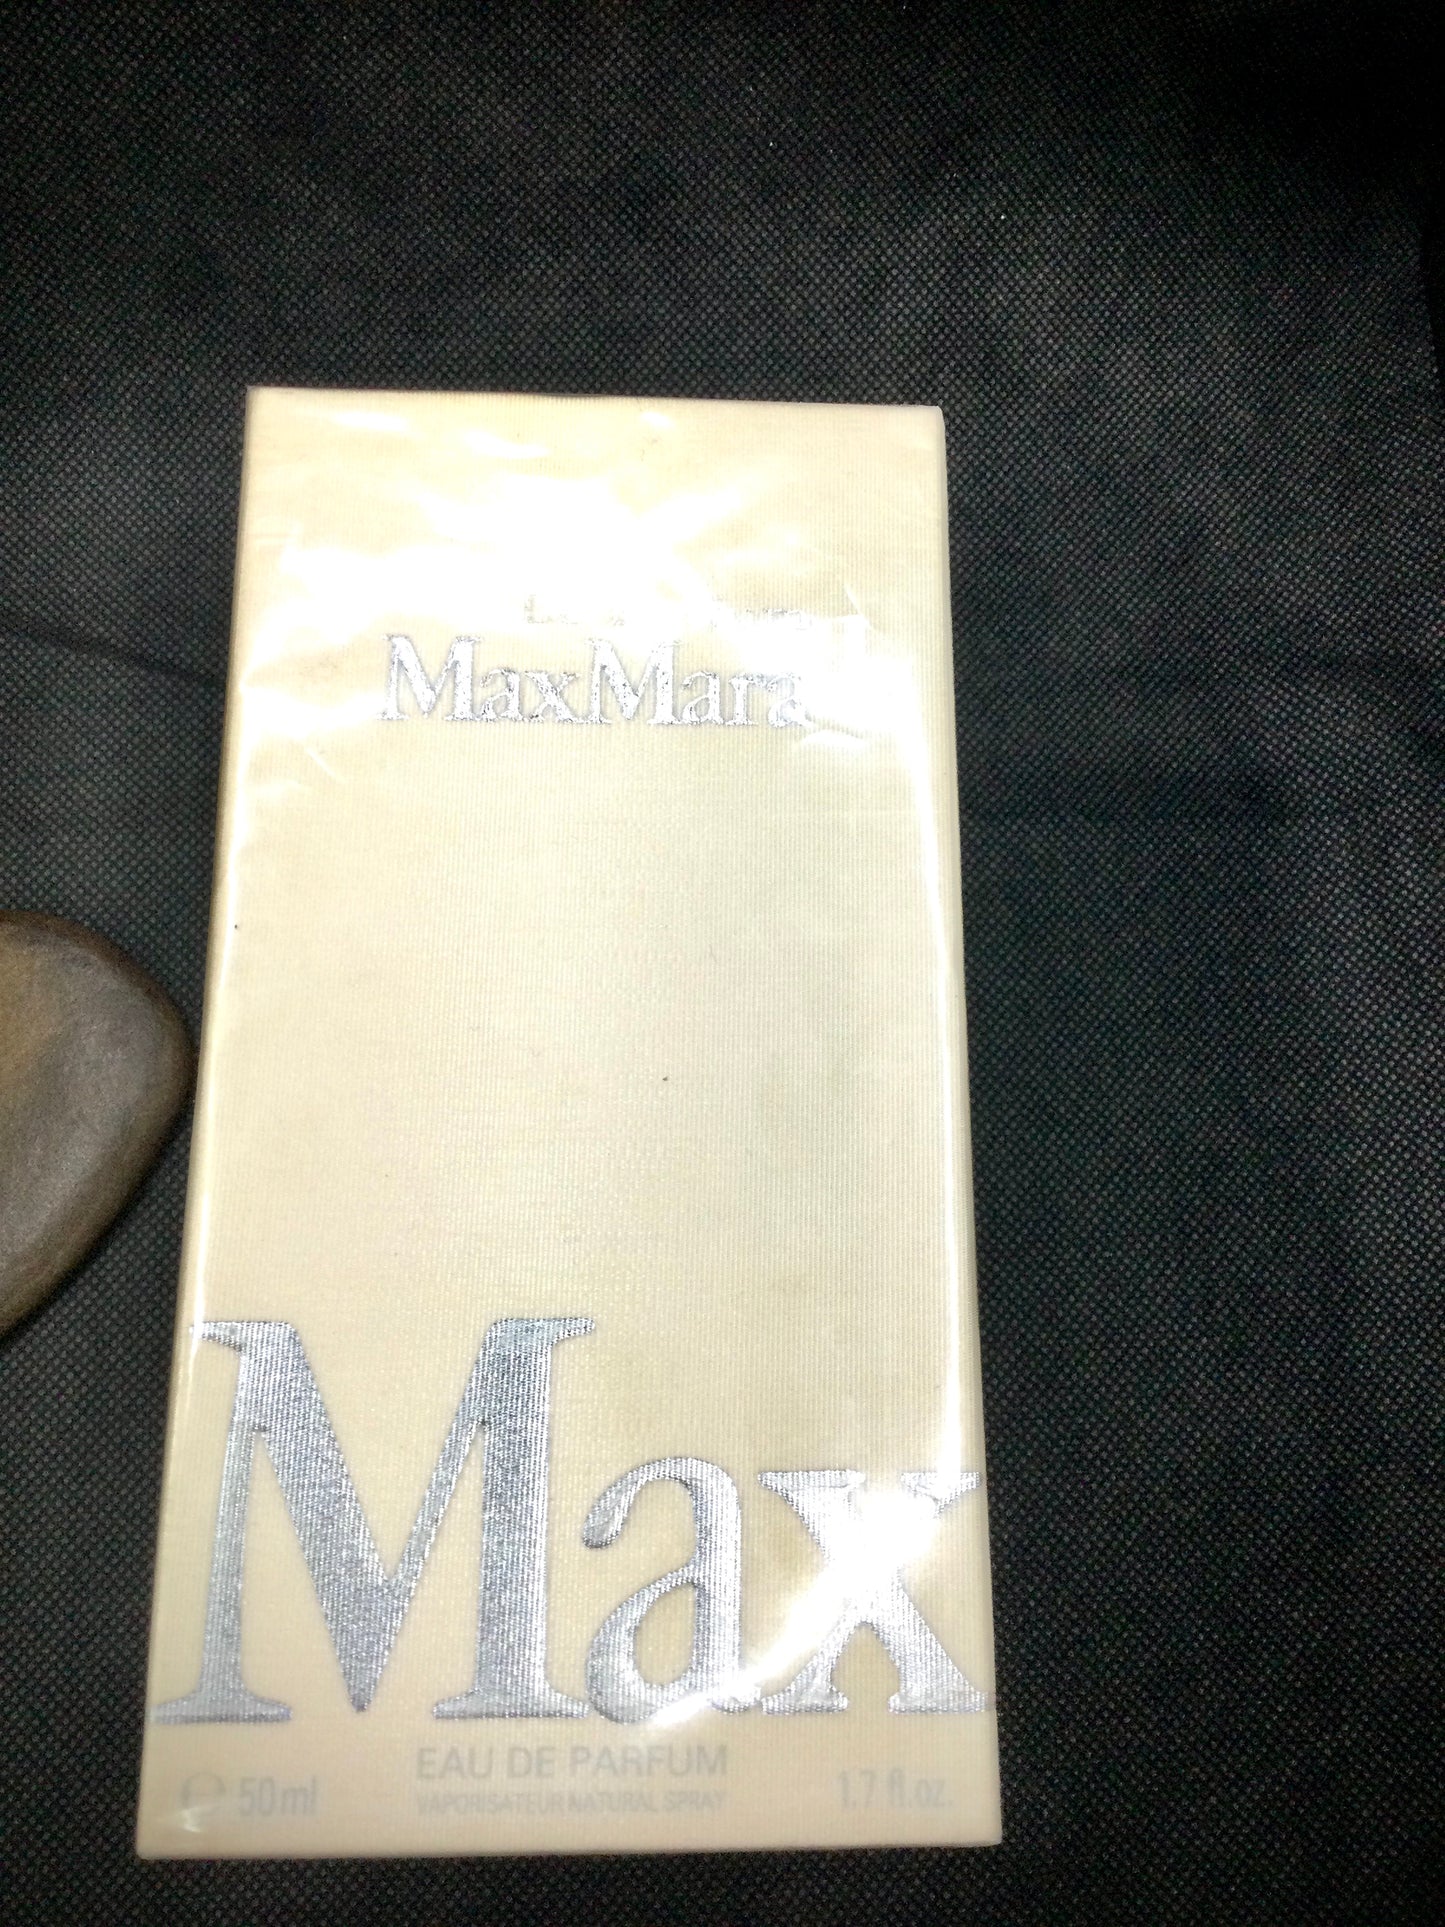 MaxMara
Max
EAU DE PARFUM
VAPORISATEUR NATURAL SPRAY
℮ 50ml
1.7 fl.oz.